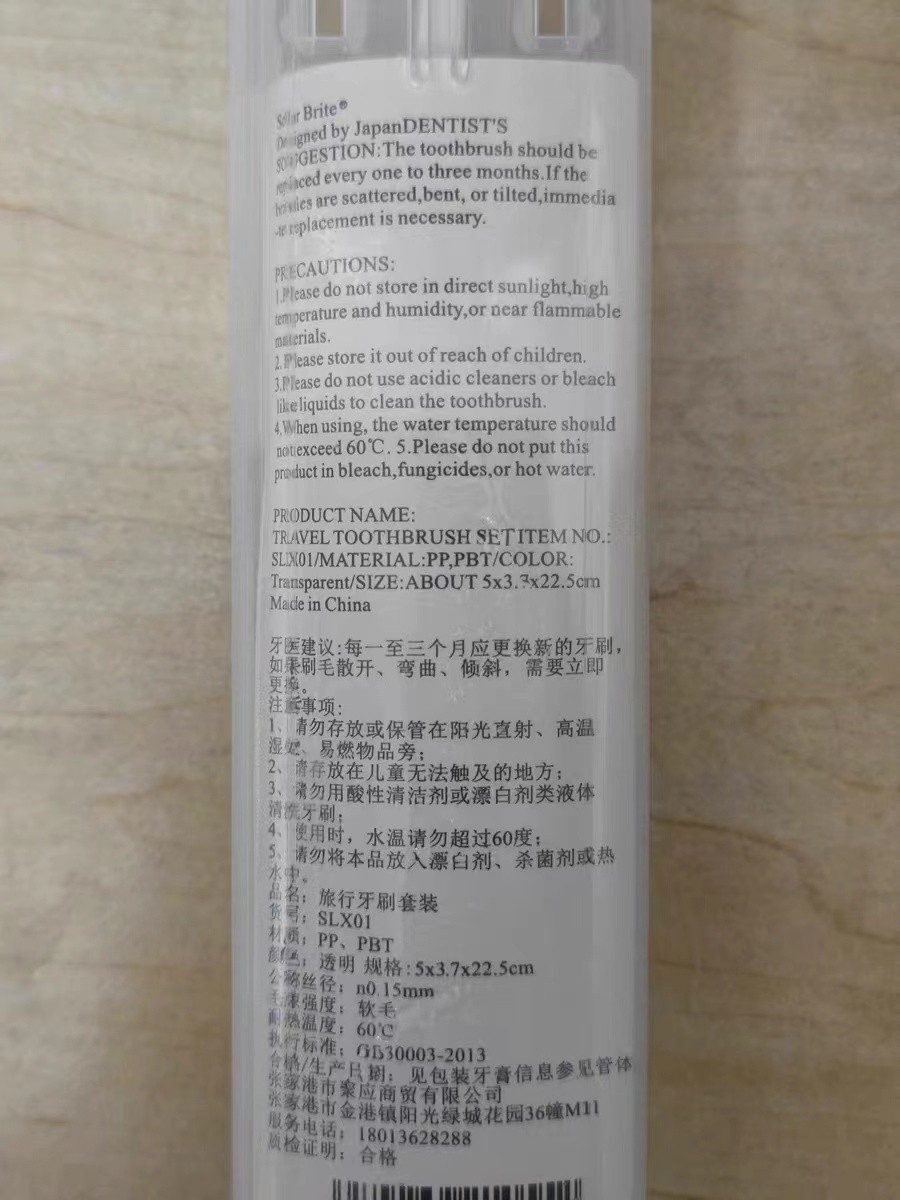 Brite®
Designed by JapanDENTIST'S
SUGGESTION:The toothbrush should be
replaced every one to three months.If the
bristles are scattered,bent, or tilted,immedia
-te replacement is necessary.
PRECAUTIONS:
1.Please do not store in direct sunlight,high
temperature and humidity,or near flammable
materials.
2.Please store it out of reach of children.
3.Please do not use acidic cleaners or bleach
like liquids to clean the toothbrush.
4.When using, the water temperature should
not exceed 60℃. 5.Please do not put this
product in bleach,fungicides,or hot water.
PRODUCT NAME:
TRAVEL TOOTHBRUSH SET ITEM NO.:
SLX01/MATERIAL:PP,PBT/COLOR:
Transparent/SIZE:ABOUT 5x3.7x22.5cm
Made in China
牙医建议:每一至三个月应更换新的牙刷，
如果刷毛散开、弯曲、倾斜，需要立即
更换。
注意事项:
1、请勿存放或保管在阳光直射、高温
湿处、易燃物品旁；
2、请存放在儿童无法触及的地方；
3、请勿用酸性清洁剂或漂白剂类液体
清洗牙刷；
4、使用时，水温请勿超过60度；
5、请勿将本品放入漂白剂、杀菌剂或热
水中。
品名：旅行牙刷套装
货号：SLX01
材质：PP、PBT
颜色：透明 规格:5x3.7x22.5cm
公称丝径：n0.15mm
毛束强度：软毛
耐热温度：60℃
执行标准：GB30003-2013
合格/生产日期：见包装牙膏信息参见管体
张家港市聚应商贸有限公司
张家港市金港镇阳光绿城花园36幢M11
服务电话：18013628288
质检证明：合格